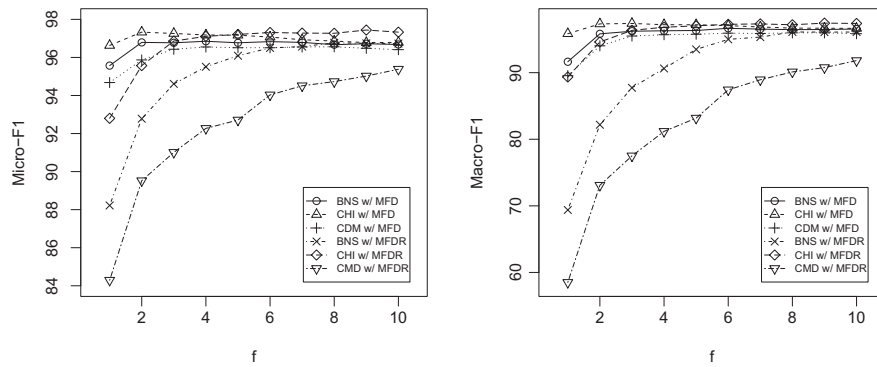 98
96
94
92
90
88
86
84
Micro-F1
2 4 6 8 10
f
BNS w/ MFD
CHI w/ MFD
CDM w/ MFD
BNS w/ MFDR
CHI w/ MFDR
CMD w/ MFDR
90
80
70
60
Macro-F1
2 4 6 8 10
f
BNS w/ MFD
CHI w/ MFD
CDM w/ MFD
BNS w/ MFDR
CHI w/ MFDR
CMD w/ MFDR